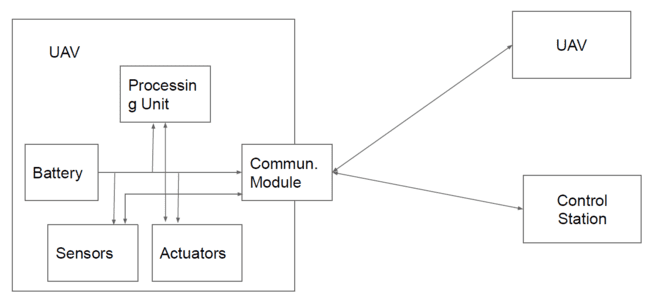 UAV
UAV
Processin
g Unit
Commun.
Module
Battery
Control
Station
Sensors
Actuators